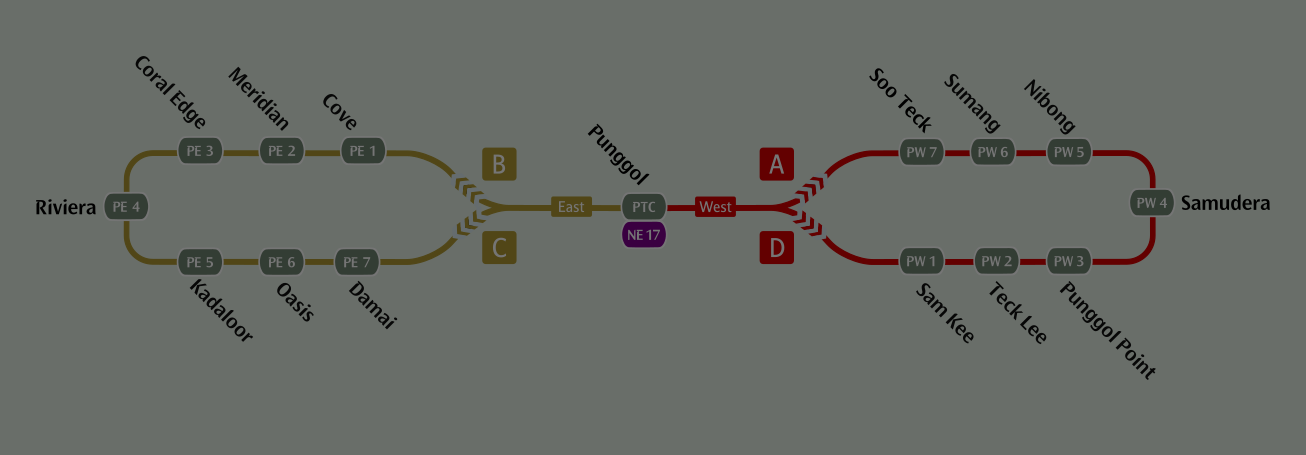 Coral Edge
Meridian
Cove
Punggol
Soo Teck
Sumang
Nibong
PE 3
PE 2
PE 1
B
A
PW 7
PW 6
PW 5
Riviera
PE 4
East
PTC
West
PW 4
Samudera
NE 17
C
D
PE 5
PE 6
PE 7
PW 1
PW 2
PW 3
Kadaloor
Oasis
Damai
Sam Kee
Teck Lee
Punggol Point